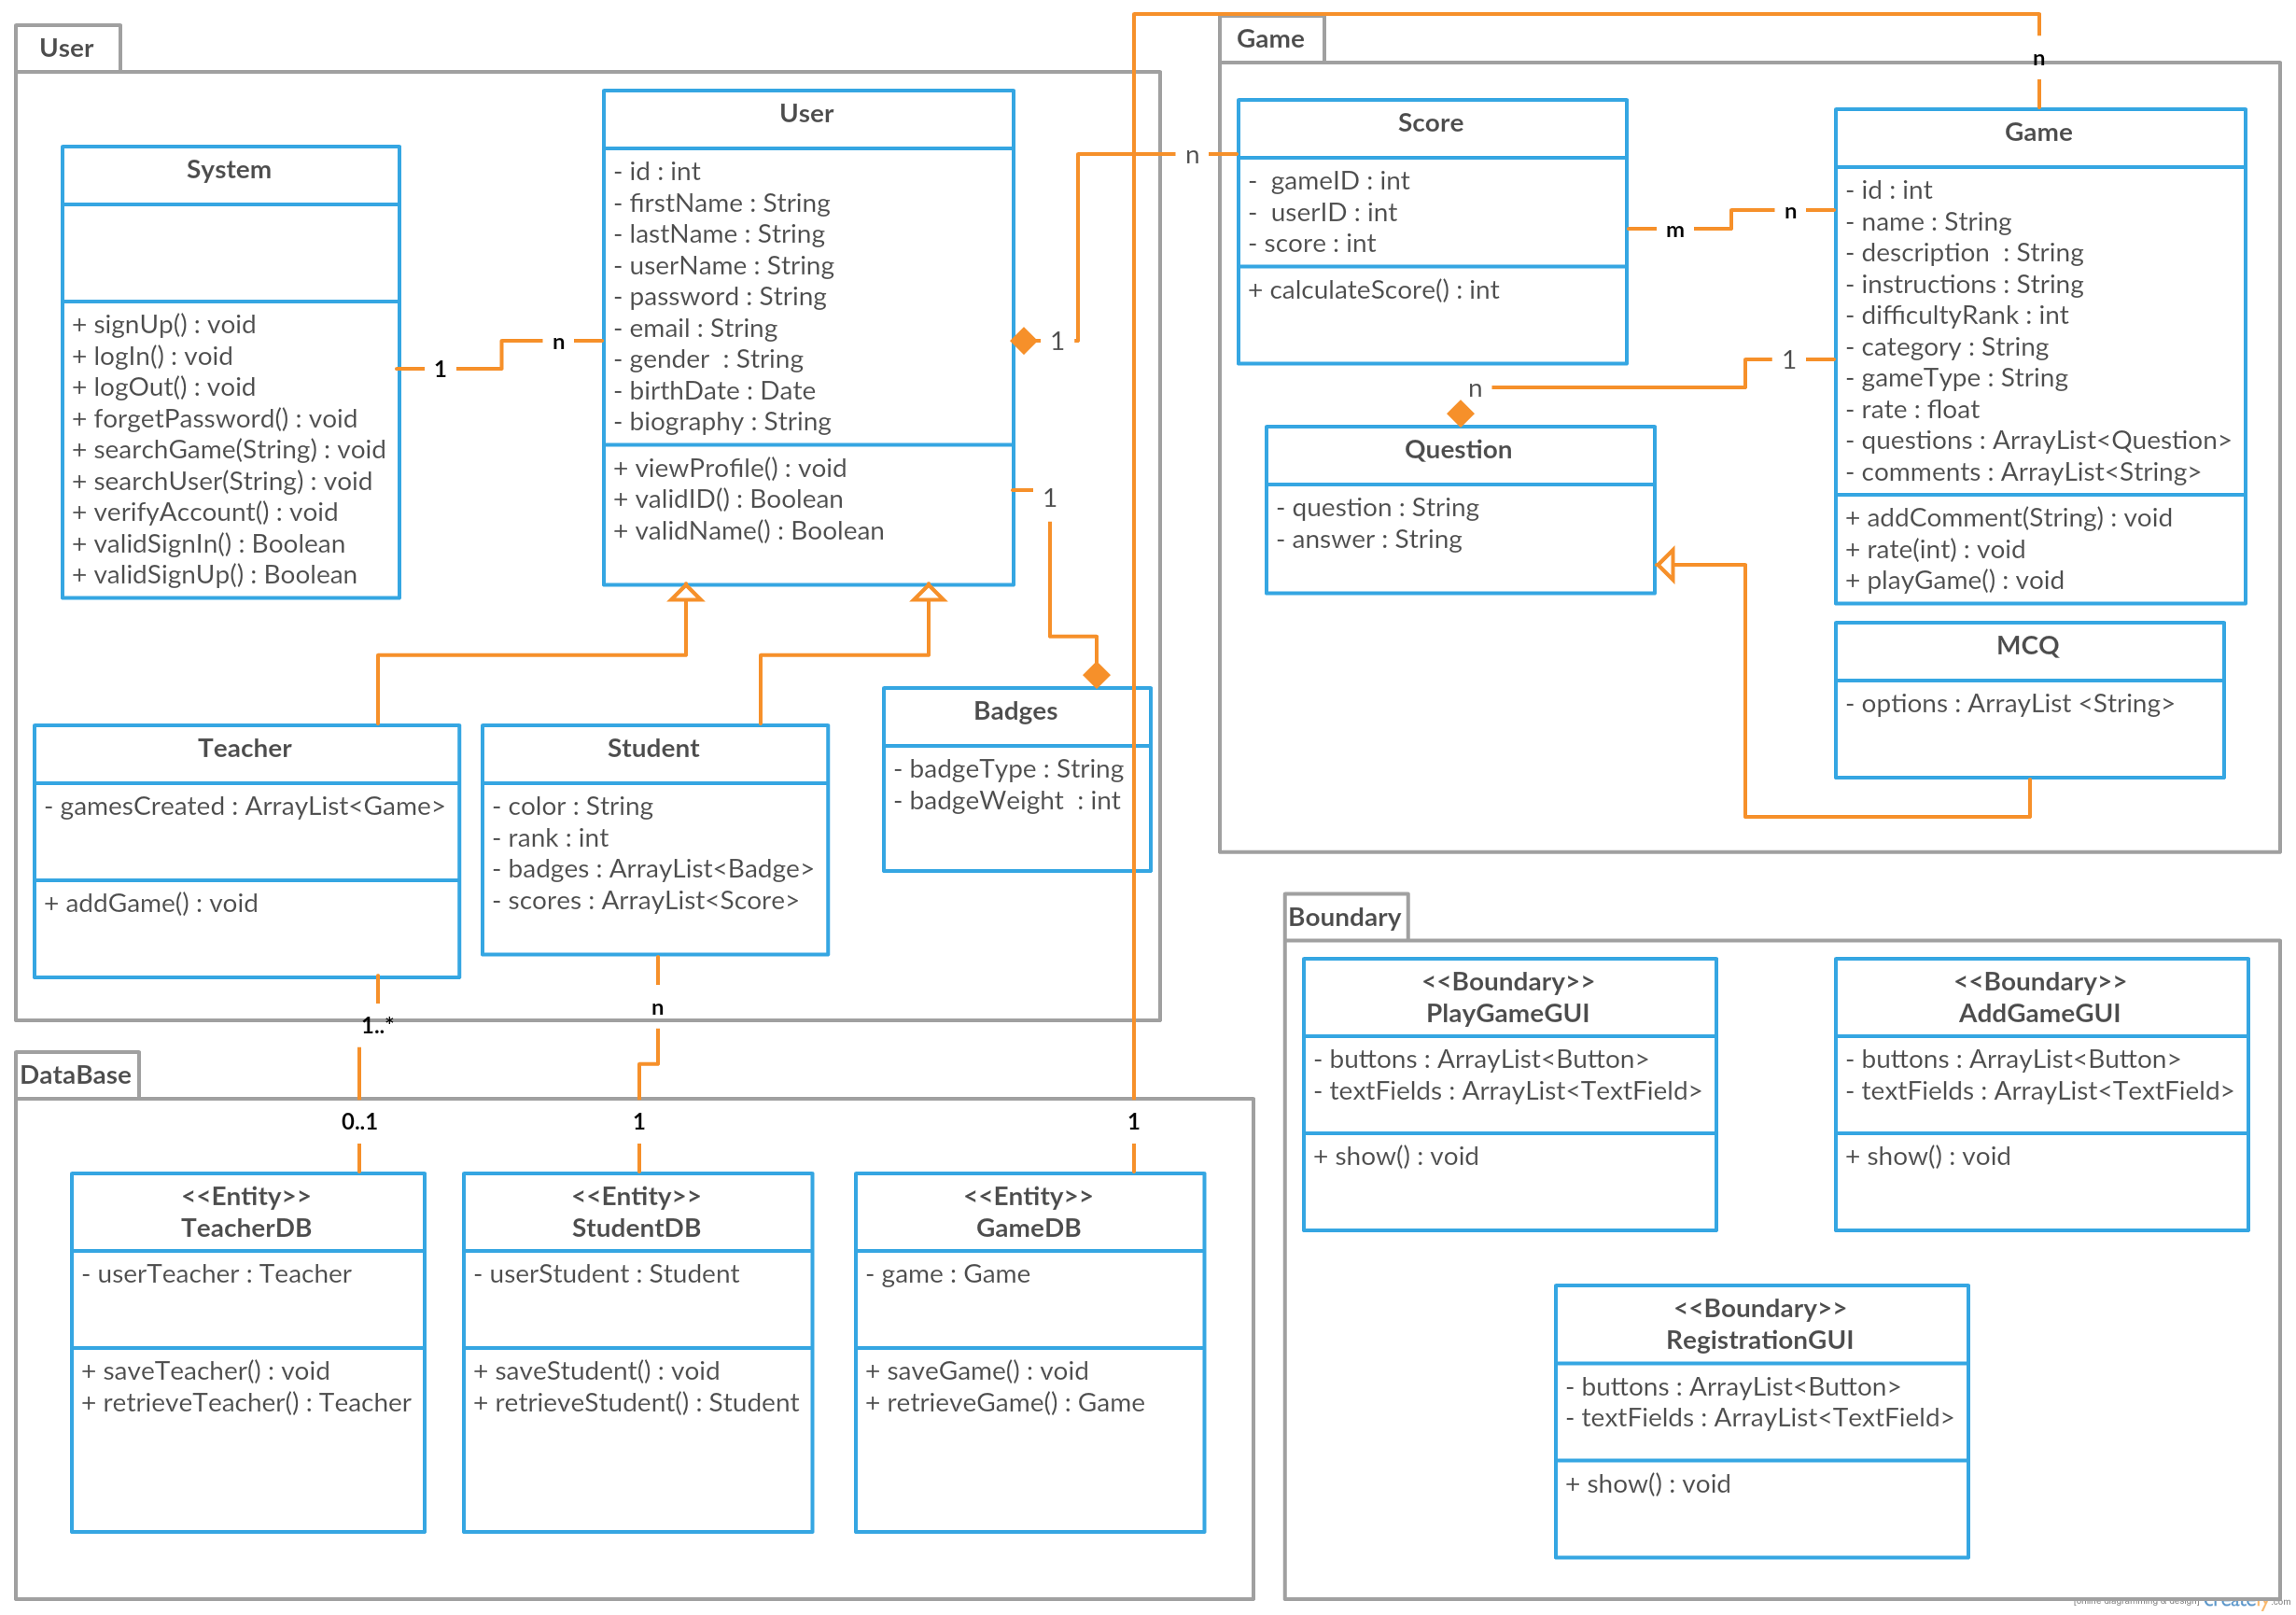 User
System
+ signUp() : void
+ logIn() : void
+ logOut() : void
+ forgetPassword() : void
+ searchGame(String) : void
+ searchUser(String) : void
+ verifyAccount() : void
+ validSignIn() : Boolean
+ validSignUp() : Boolean
1
n
User
- id : int
- firstName : String
- lastName : String
- userName : String
- password : String
- email : String
- gender : String
- birthDate : Date
- biography : String
+ viewProfile() : void
+ validID() : Boolean
+ validName() : Boolean
1
n
1
Teacher
- gamesCreated : ArrayList<Game>
+ addGame() : void
Student
- color : String
- rank : int
- badges : ArrayList<Badge>
- scores : ArrayList<Score>
Badges
- badgeType : String
- badgeWeight : int
1..*
n
Game
n
Score
- gameID : int
- userID : int
- score : int
+ calculateScore() : int
m
n
Game
- id : int
- name : String
- description : String
- instructions : String
- difficultyRank : int
- category : String
- gameType : String
- rate : float
- questions : ArrayList<Question>
- comments : ArrayList<String>
+ addComment(String) : void
+ rate(int) : void
+ playGame() : void
n
1
Question
- question : String
- answer : String
MCQ
- options : ArrayList <String>
DataBase
0..1
1
1
<<Entity>>
TeacherDB
- userTeacher : Teacher
+ saveTeacher() : void
+ retrieveTeacher() : Teacher
<<Entity>>
StudentDB
- userStudent : Student
+ saveStudent() : void
+ retrieveStudent() : Student
<<Entity>>
GameDB
- game : Game
+ saveGame() : void
+ retrieveGame() : Game
Boundary
<<Boundary>>
PlayGameGUI
- buttons : ArrayList<Button>
- textFields : ArrayList<TextField>
+ show() : void
<<Boundary>>
AddGameGUI
- buttons : ArrayList<Button>
- textFields : ArrayList<TextField>
+ show() : void
<<Boundary>>
RegistrationGUI
- buttons : ArrayList<Button>
- textFields : ArrayList<TextField>
+ show() : void
[online diagramming & design] creately.com